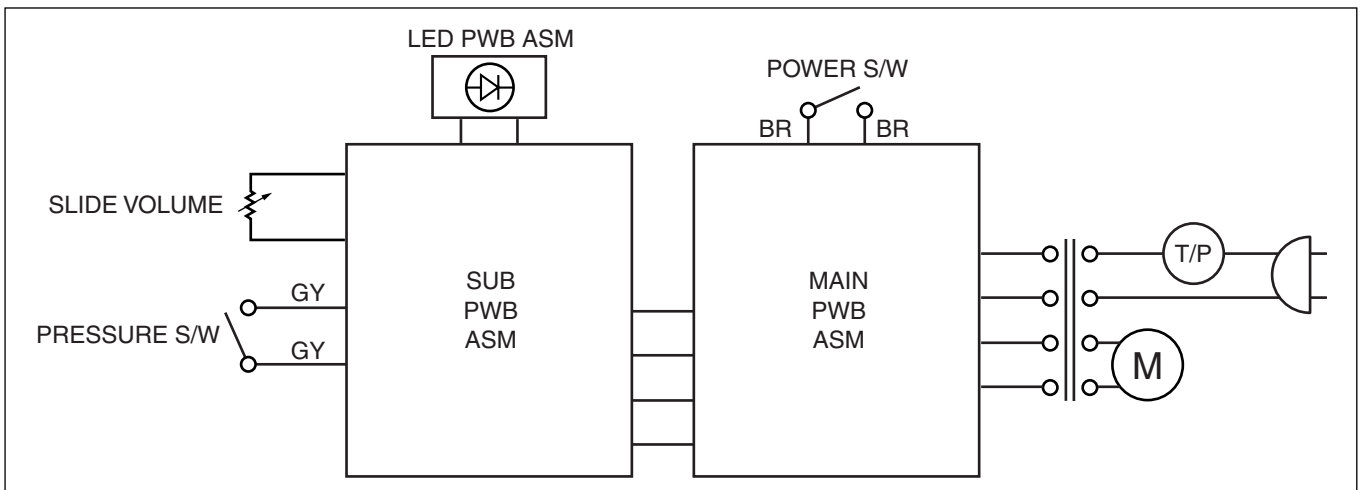 LED PWB ASM
POWER S/W
BR
BR
SLIDE VOLUME
T/P
SUB
PWB
ASM
MAIN
PWB
ASM
GY
PRESSURE S/W
GY
M